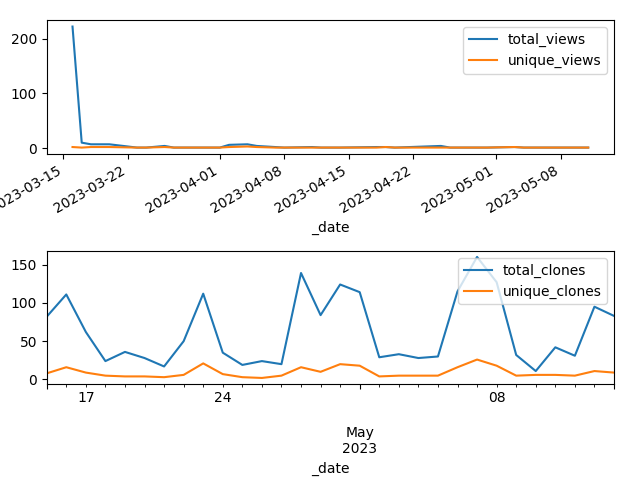 200
100
0
total_views
unique_views
2023-03-15
2023-03-22
2023-04-01
2023-04-08
2023-04-15
2023-04-22
2023-05-01
2023-05-08
_date
150
100
50
0
total_clones
unique_clones
17
24
08
May
2023
_date